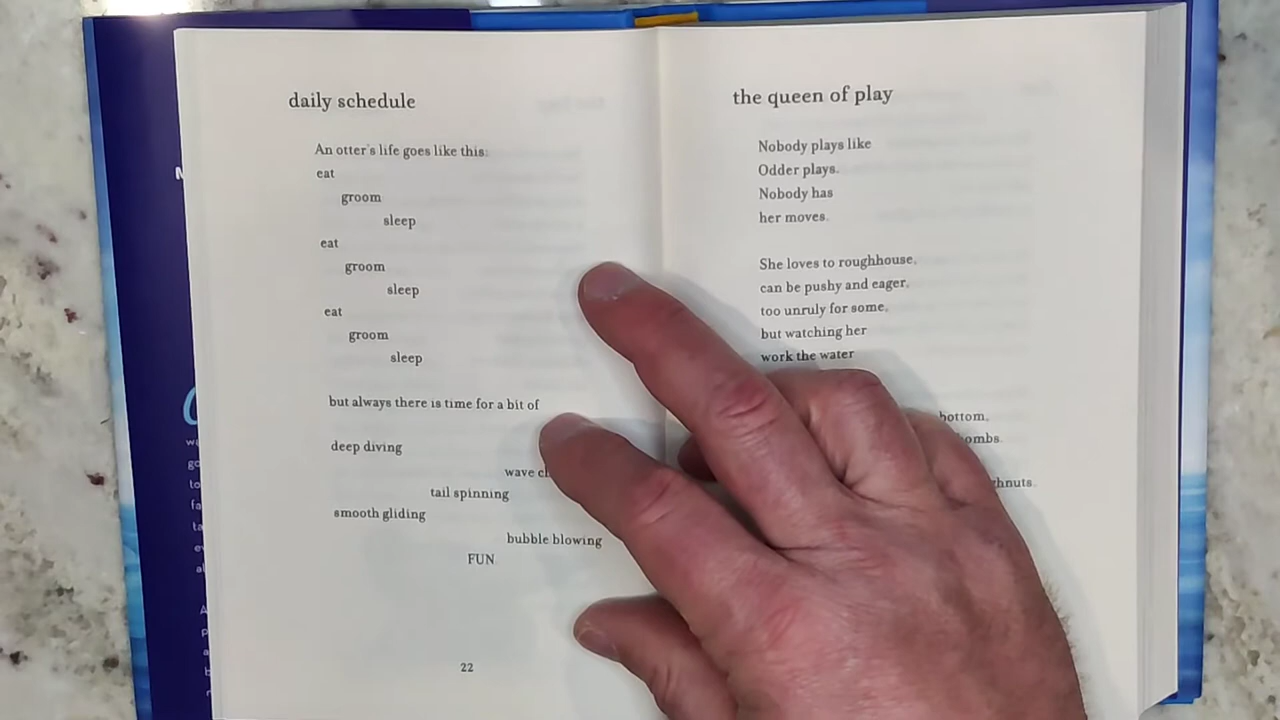 daily schedule
An otter's life goes like this:
eat
groom
sleep
eat
groom
sleep
eat
groom
sleep
but always there is time for a bit of
deep diving
wave
tail spinning
smooth gliding
bubble blowing
FUN
22
the queen of play
Nobody plays like
Odder plays.
Nobody has
her moves.
She loves to roughhouse,
can be pushy and eager,
too unruly for some,
but watching her
work the water
bottom,